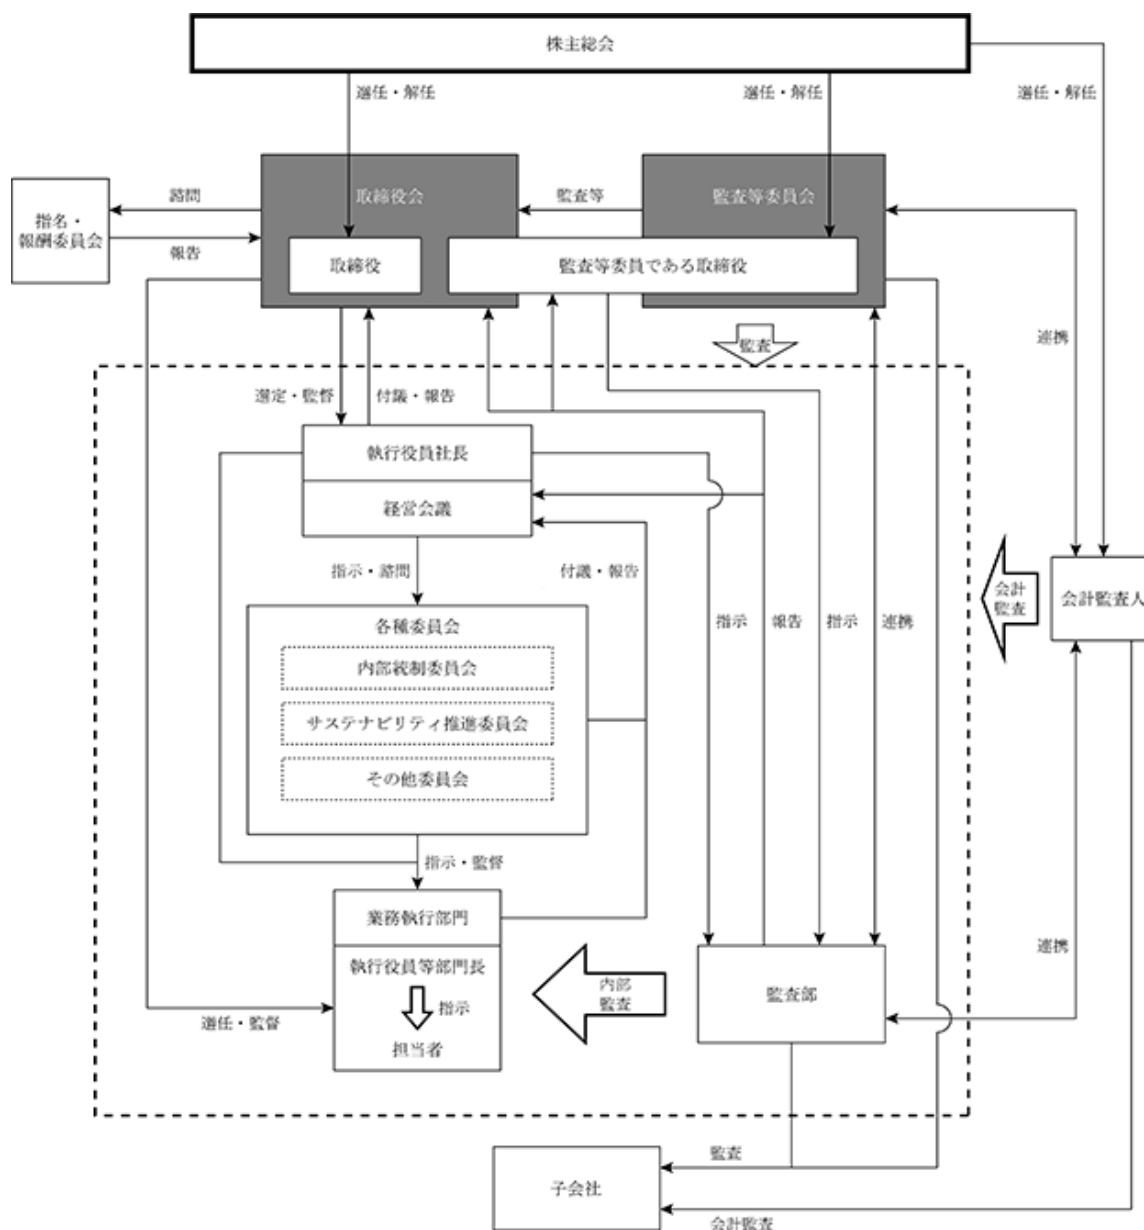 株主総会
選任・解任
選任・解任
選任・解任
取締役会
監査等委員会
指名・
報酬委員会
諮問
報告
監査等
取締役
監査等委員である取締役
監査
連携
選定・監督
付議・報告
執行役員社長
経営会議
指示・諮問
付議・報告
各種委員会
内部統制委員会
サステナビリティ推進委員会
その他委員会
指示
報告
指示
連携
会計
監査
会計監査人
指示・監督
業務執行部門
執行役員等部門長
指示
担当者
選任・監督
内部
監査
監査部
連携
子会社
監査
会計監査